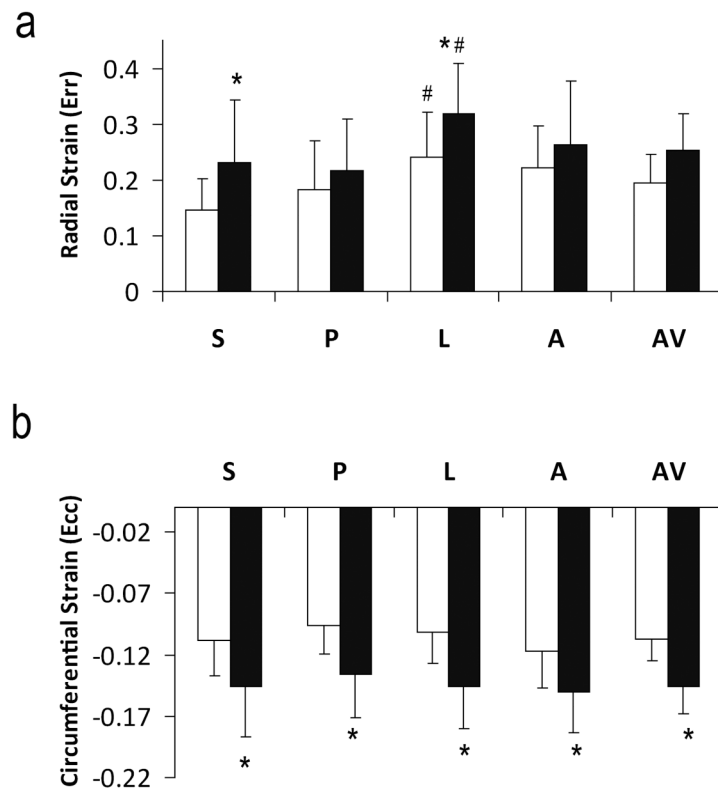 a
Radial Strain (Err)
0.4
0.3
0.2
0.1
0
*
# *#
S P L A AV
b
S P L A AV
Circumferential Strain (Ecc)
-0.02
-0.07
-0.12
-0.17
-0.22
* * * * *